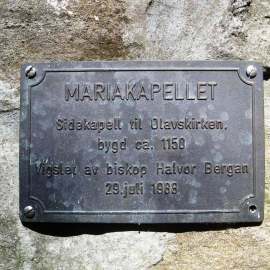 MARIAKAPELLET
Sidekapell til Olavskirken,
bygd ca. 1150
Vigslet av biskop Halvor Bergan
29. juli 1988